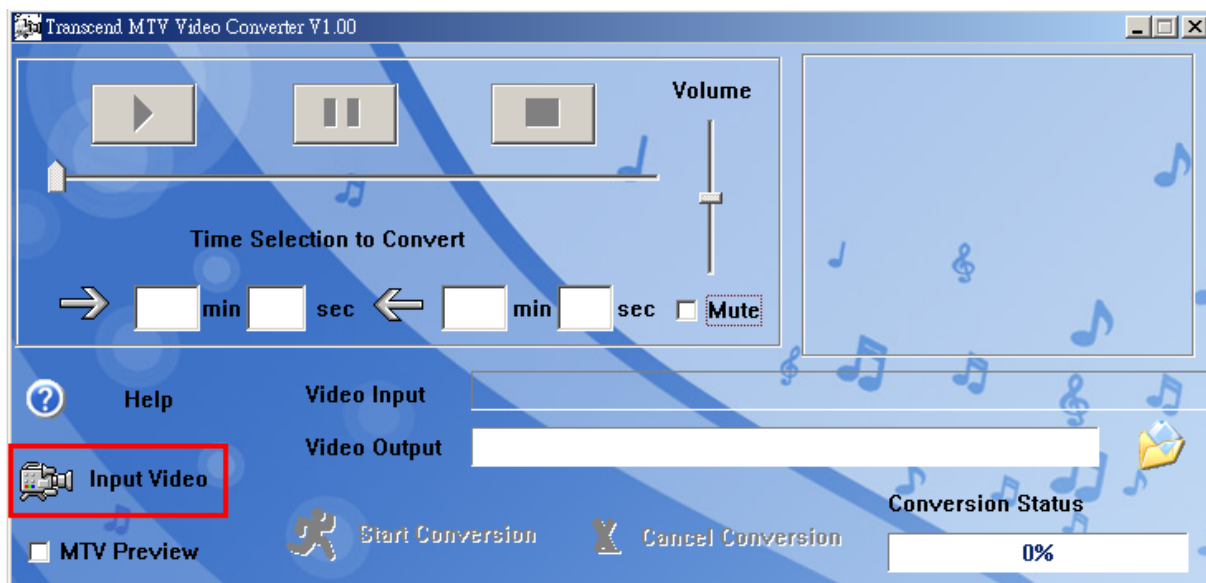 Transcend MTV Video Converter V1.00
Volume
Time Selection to Convert
min sec min sec Mute
Help
Video Input
Video Output
Input Video
Conversion Status
Start Conversion Cancel Conversion
MTV Preview
0%